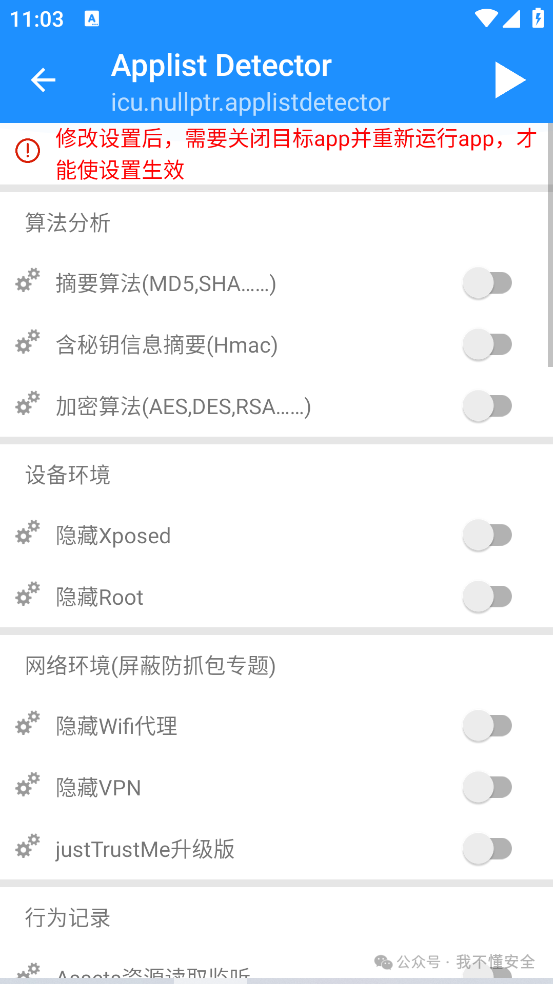 11:03
A
Applist Detector
icu.nullptr.applistdetector
修改设置后，需要关闭目标app并重新运行app，才
能使设置生效
算法分析
摘要算法(MD5,SHA……)
含秘钥信息摘要(Hmac)
加密算法(AES,DES,RSA……)
设备环境
隐藏Xposed
隐藏Root
网络环境(屏蔽防抓包专题)
隐藏Wifi代理
隐藏VPN
justTrustMe升级版
行为记录
Assets资源读取监听
公众号 · 我不懂安全